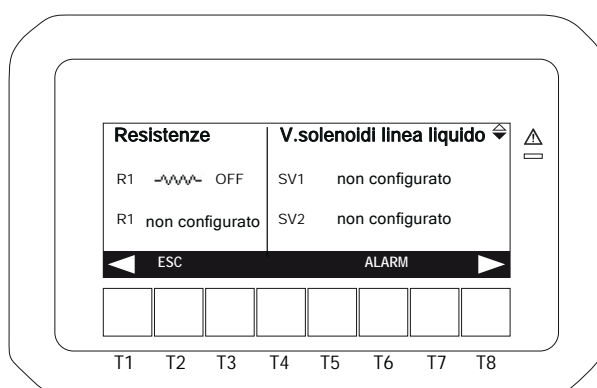 Resistenze V.solenoidi linea liquido
R1 OFF SV1 non configurato
R1 non configurato SV2 non configurato
ESC ALARM
T1 T2 T3 T4 T5 T6 T7 T8